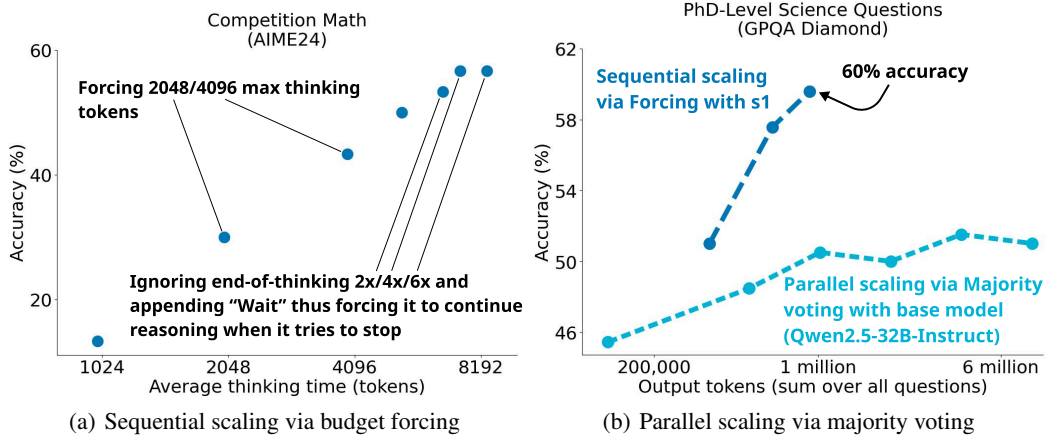 Competition Math
(AIME24)
60
40
20
Accuracy (%)
Forcing 2048/4096 max thinking
tokens
Ignoring end-of-thinking 2x/4x/6x and
appending “Wait” thus forcing it to continue
reasoning when it tries to stop
1024 2048 4096 8192
Average thinking time (tokens)
(a) Sequential scaling via budget forcing
PhD-Level Science Questions
(GPQA Diamond)
62
58
54
50
46
Accuracy (%)
Sequential scaling
via Forcing with s1
60% accuracy
Parallel scaling via Majority
voting with base model
(Qwen2.5-32B-Instruct)
200,000 1 million 6 million
Output tokens (sum over all questions)
(b) Parallel scaling via majority voting